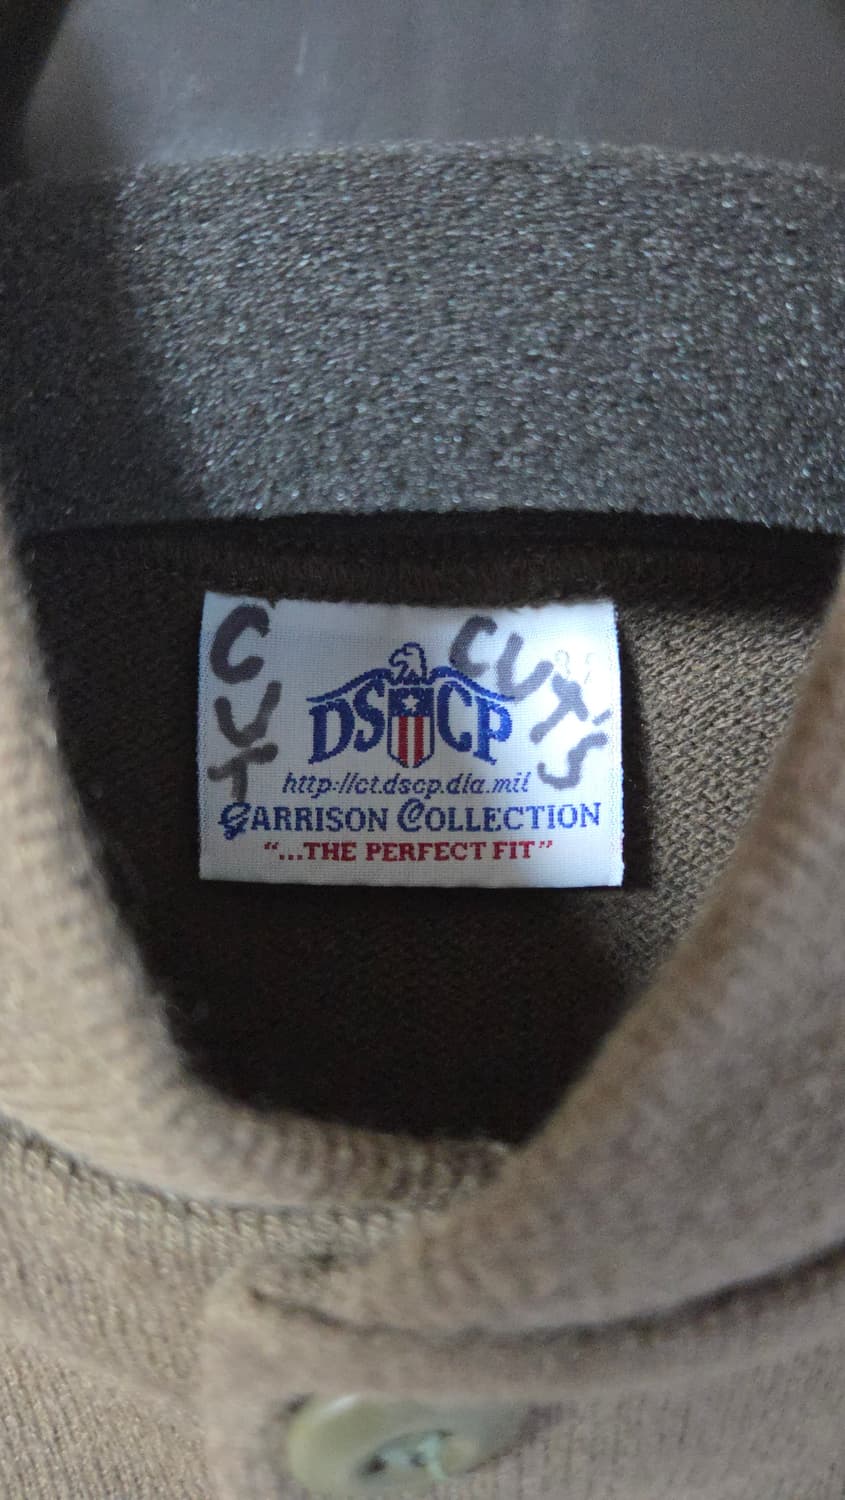 CUT
CUT'S
DSCP
http://ct.dscp.dla.mil
GARRISON COLLECTION
"...THE PERFECT FIT"